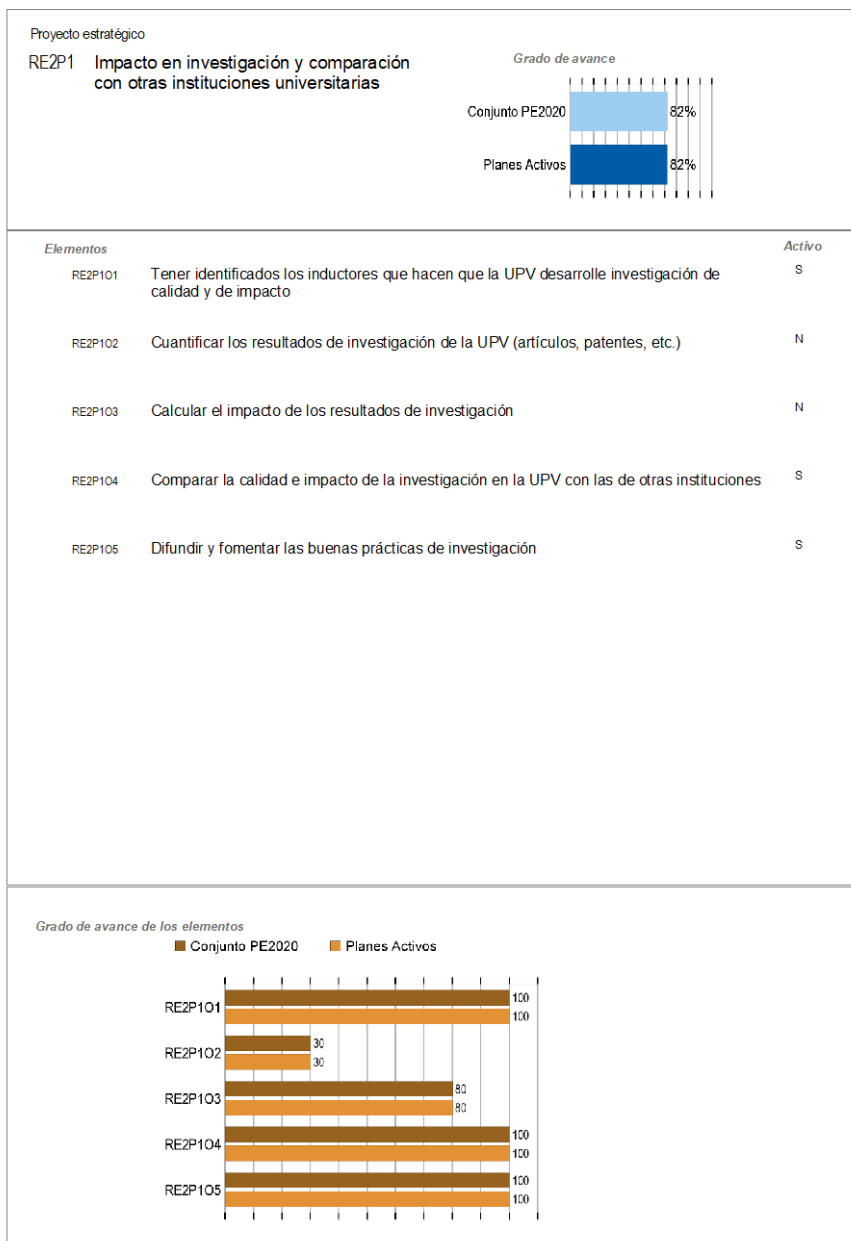 Proyecto estratégico
RE2P1 Impacto en investigación y comparación
con otras instituciones universitarias
Grado de avance
Conjunto PE2020 82%
Planes Activos 82%
Elementos Activo
RE2P1O1 Tener identificados los inductores que hacen que la UPV desarrolle investigación de S
calidad y de impacto
RE2P1O2 Cuantificar los resultados de investigación de la UPV (artículos, patentes, etc.) N
RE2P1O3 Calcular el impacto de los resultados de investigación N
RE2P1O4 Comparar la calidad e impacto de la investigación en la UPV con las de otras instituciones S
RE2P1O5 Difundir y fomentar las buenas prácticas de investigación S
Grado de avance de los elementos
Conjunto PE2020 Planes Activos
RE2P1O1 100
100
RE2P1O2 30
30
RE2P1O3 80
80
RE2P1O4 100
100
RE2P1O5 100
100